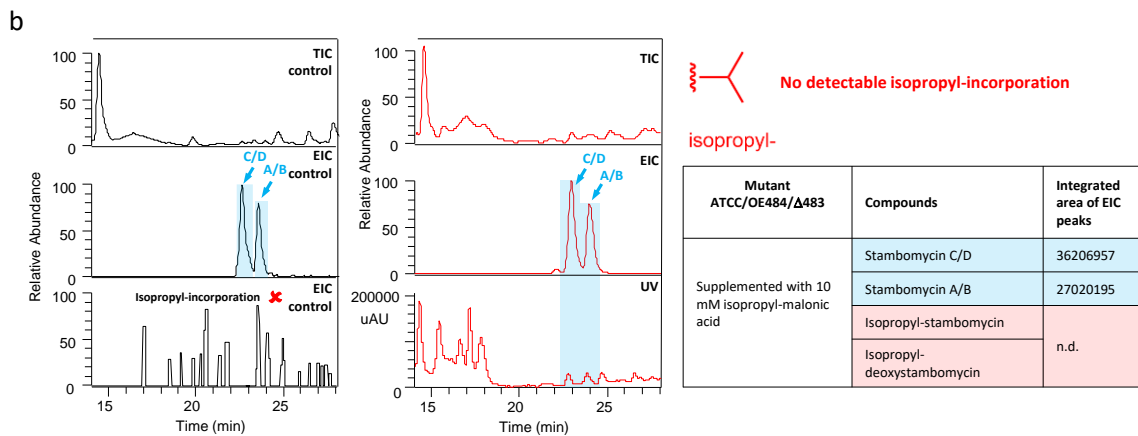 b
TIC
control
100
50
0
EIC
control
C/D
A/B
100
50
0
EIC
control
Isopropyl-incorporation ✘
100
50
0
15
20
25
Time (min)
Relative Abundance
TIC
100
50
0
EIC
C/D
A/B
100
50
0
Relative Abundance
UV
200000
uAU
0
15
20
25
Time (min)
No detectable isopropyl-incorporation
isopropyl-
Mutant
ATCC/OE484/Δ483
Compounds
Integrated
area of EIC
peaks
Supplemented with 10
mM isopropyl-malonic
acid
Stambomycin C/D
36206957
Stambomycin A/B
27020195
Isopropyl-stambomycin
Isopropyl-
deoxystambomycin
n.d.